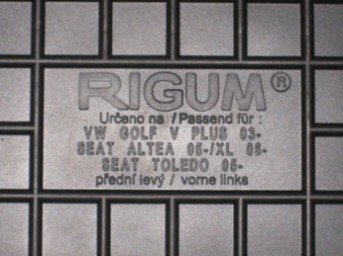 RIGUM®
Určeno na / Passend für :
VW GOLF V PLUS 03-
SEAT ALTEA 05-/XL 06-
SEAT TOLEDO 05-
přední levý / vorne links